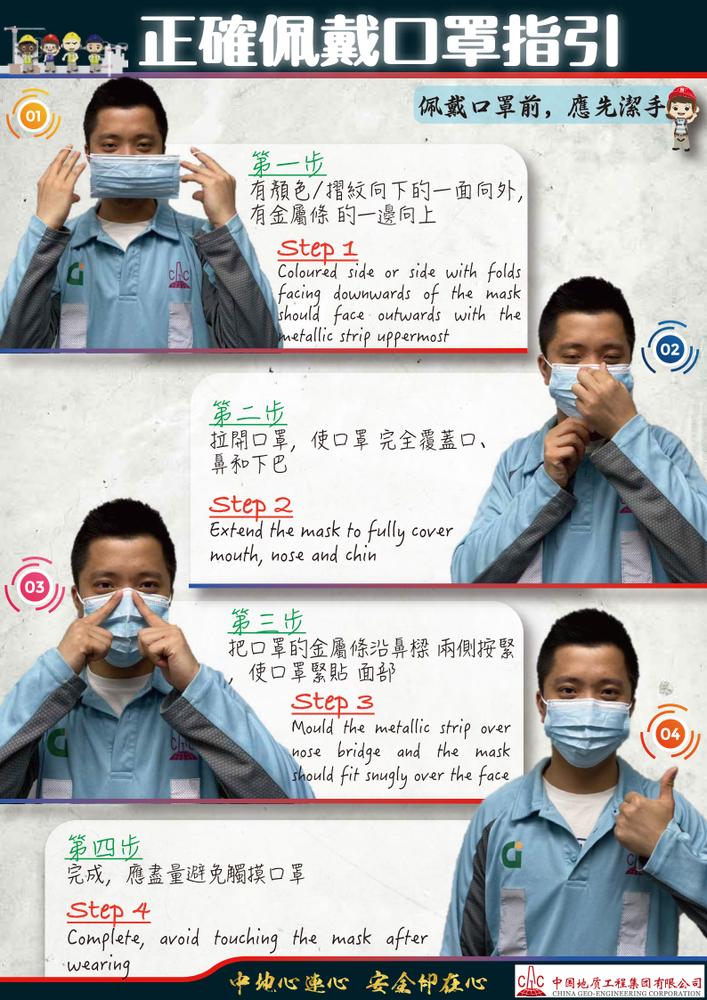 正確佩戴口罩指引
佩戴口罩前，應先潔手
01
第一步
有顏色/摺紋向下的一面向外，
有金屬條 的一邊向上
Step 1
Coloured side or side with folds
facing downwards of the mask
should face outwards with the
metallic strip uppermost
02
第二步
拉開口罩，使口罩 完全覆蓋口、
鼻和下巴
Step 2
Extend the mask to fully cover
mouth, nose and chin
03
第三步
把口罩的金屬條沿鼻樑 兩側按緊
，使口罩緊貼 面部
Step 3
Mould the metallic strip over
nose bridge and the mask
should fit snugly over the face
04
第四步
完成，應盡量避免觸摸口罩
Step 4
Complete, avoid touching the mask after
wearing
中地心連心 安全仰在心
中国地质工程集团有限公司
CHINA GEO-ENGINEERING CORPORATION